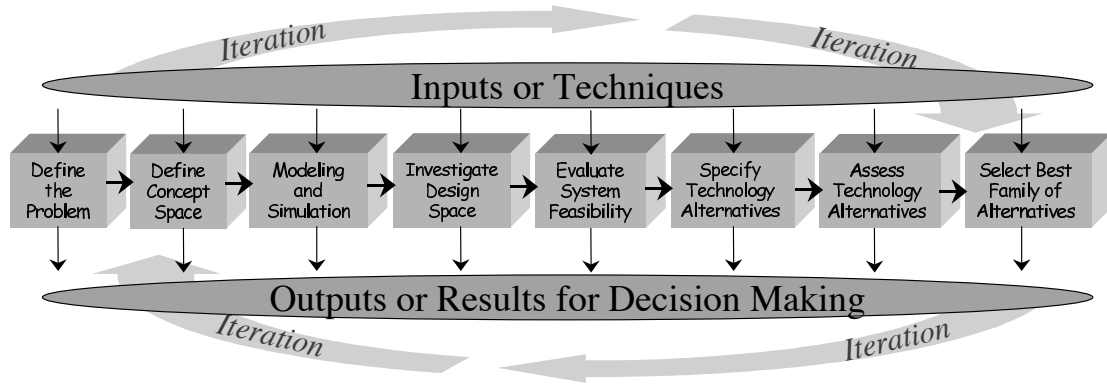 Iteration
Iteration
Inputs or Techniques
Define
the
Problem
Define
Concept
Space
Modeling
and
Simulation
Investigate
Design
Space
Evaluate
System
Feasibility
Specify
Technology
Alternatives
Assess
Technology
Alternatives
Select Best
Family of
Alternatives
Outputs or Results for Decision Making
Iteration
Iteration